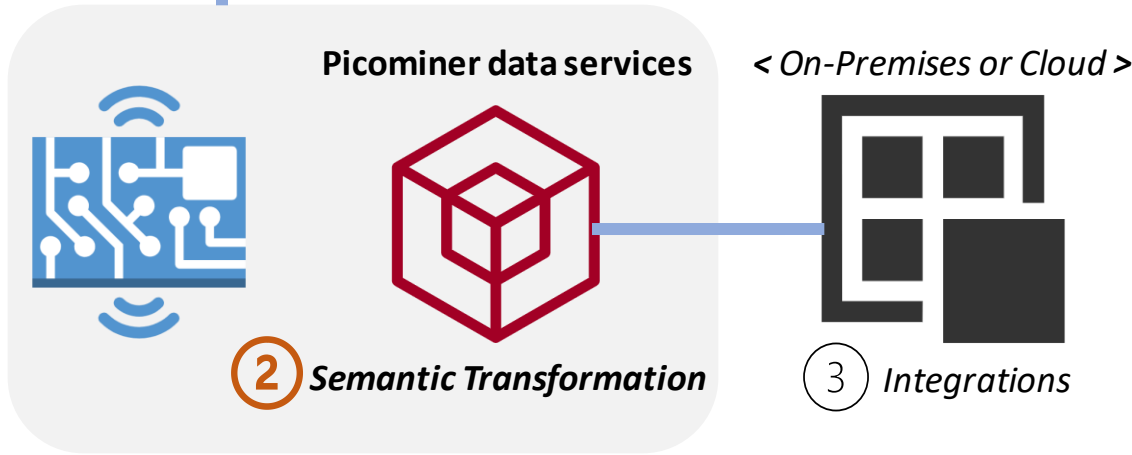 Picominer data services
< On-Premises or Cloud >
2 Semantic Transformation
3 Integrations